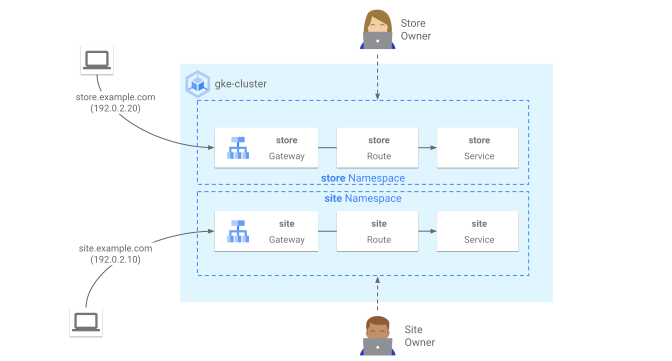 Store
Owner
gke-cluster
store.example.com
(192.0.2.20)
store
Gateway
store
Route
store
Service
store Namespace
site Namespace
site
Gateway
site
Route
site
Service
site.example.com
(192.0.2.10)
Site
Owner